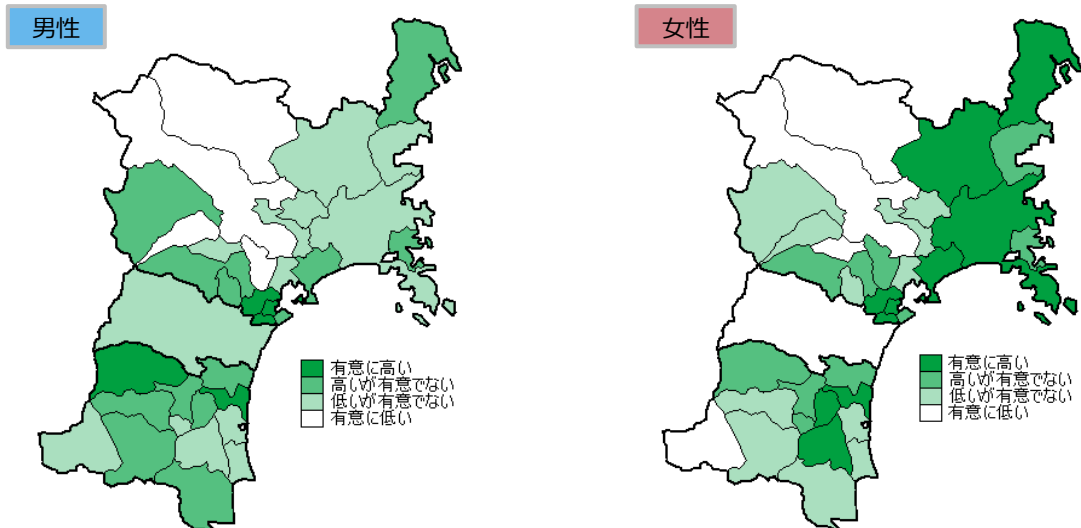 男性
女性
有意に高い
高いが有意でない
低いが有意でない
有意に低い
有意に高い
高いが有意でない
低いが有意でない
有意に低い